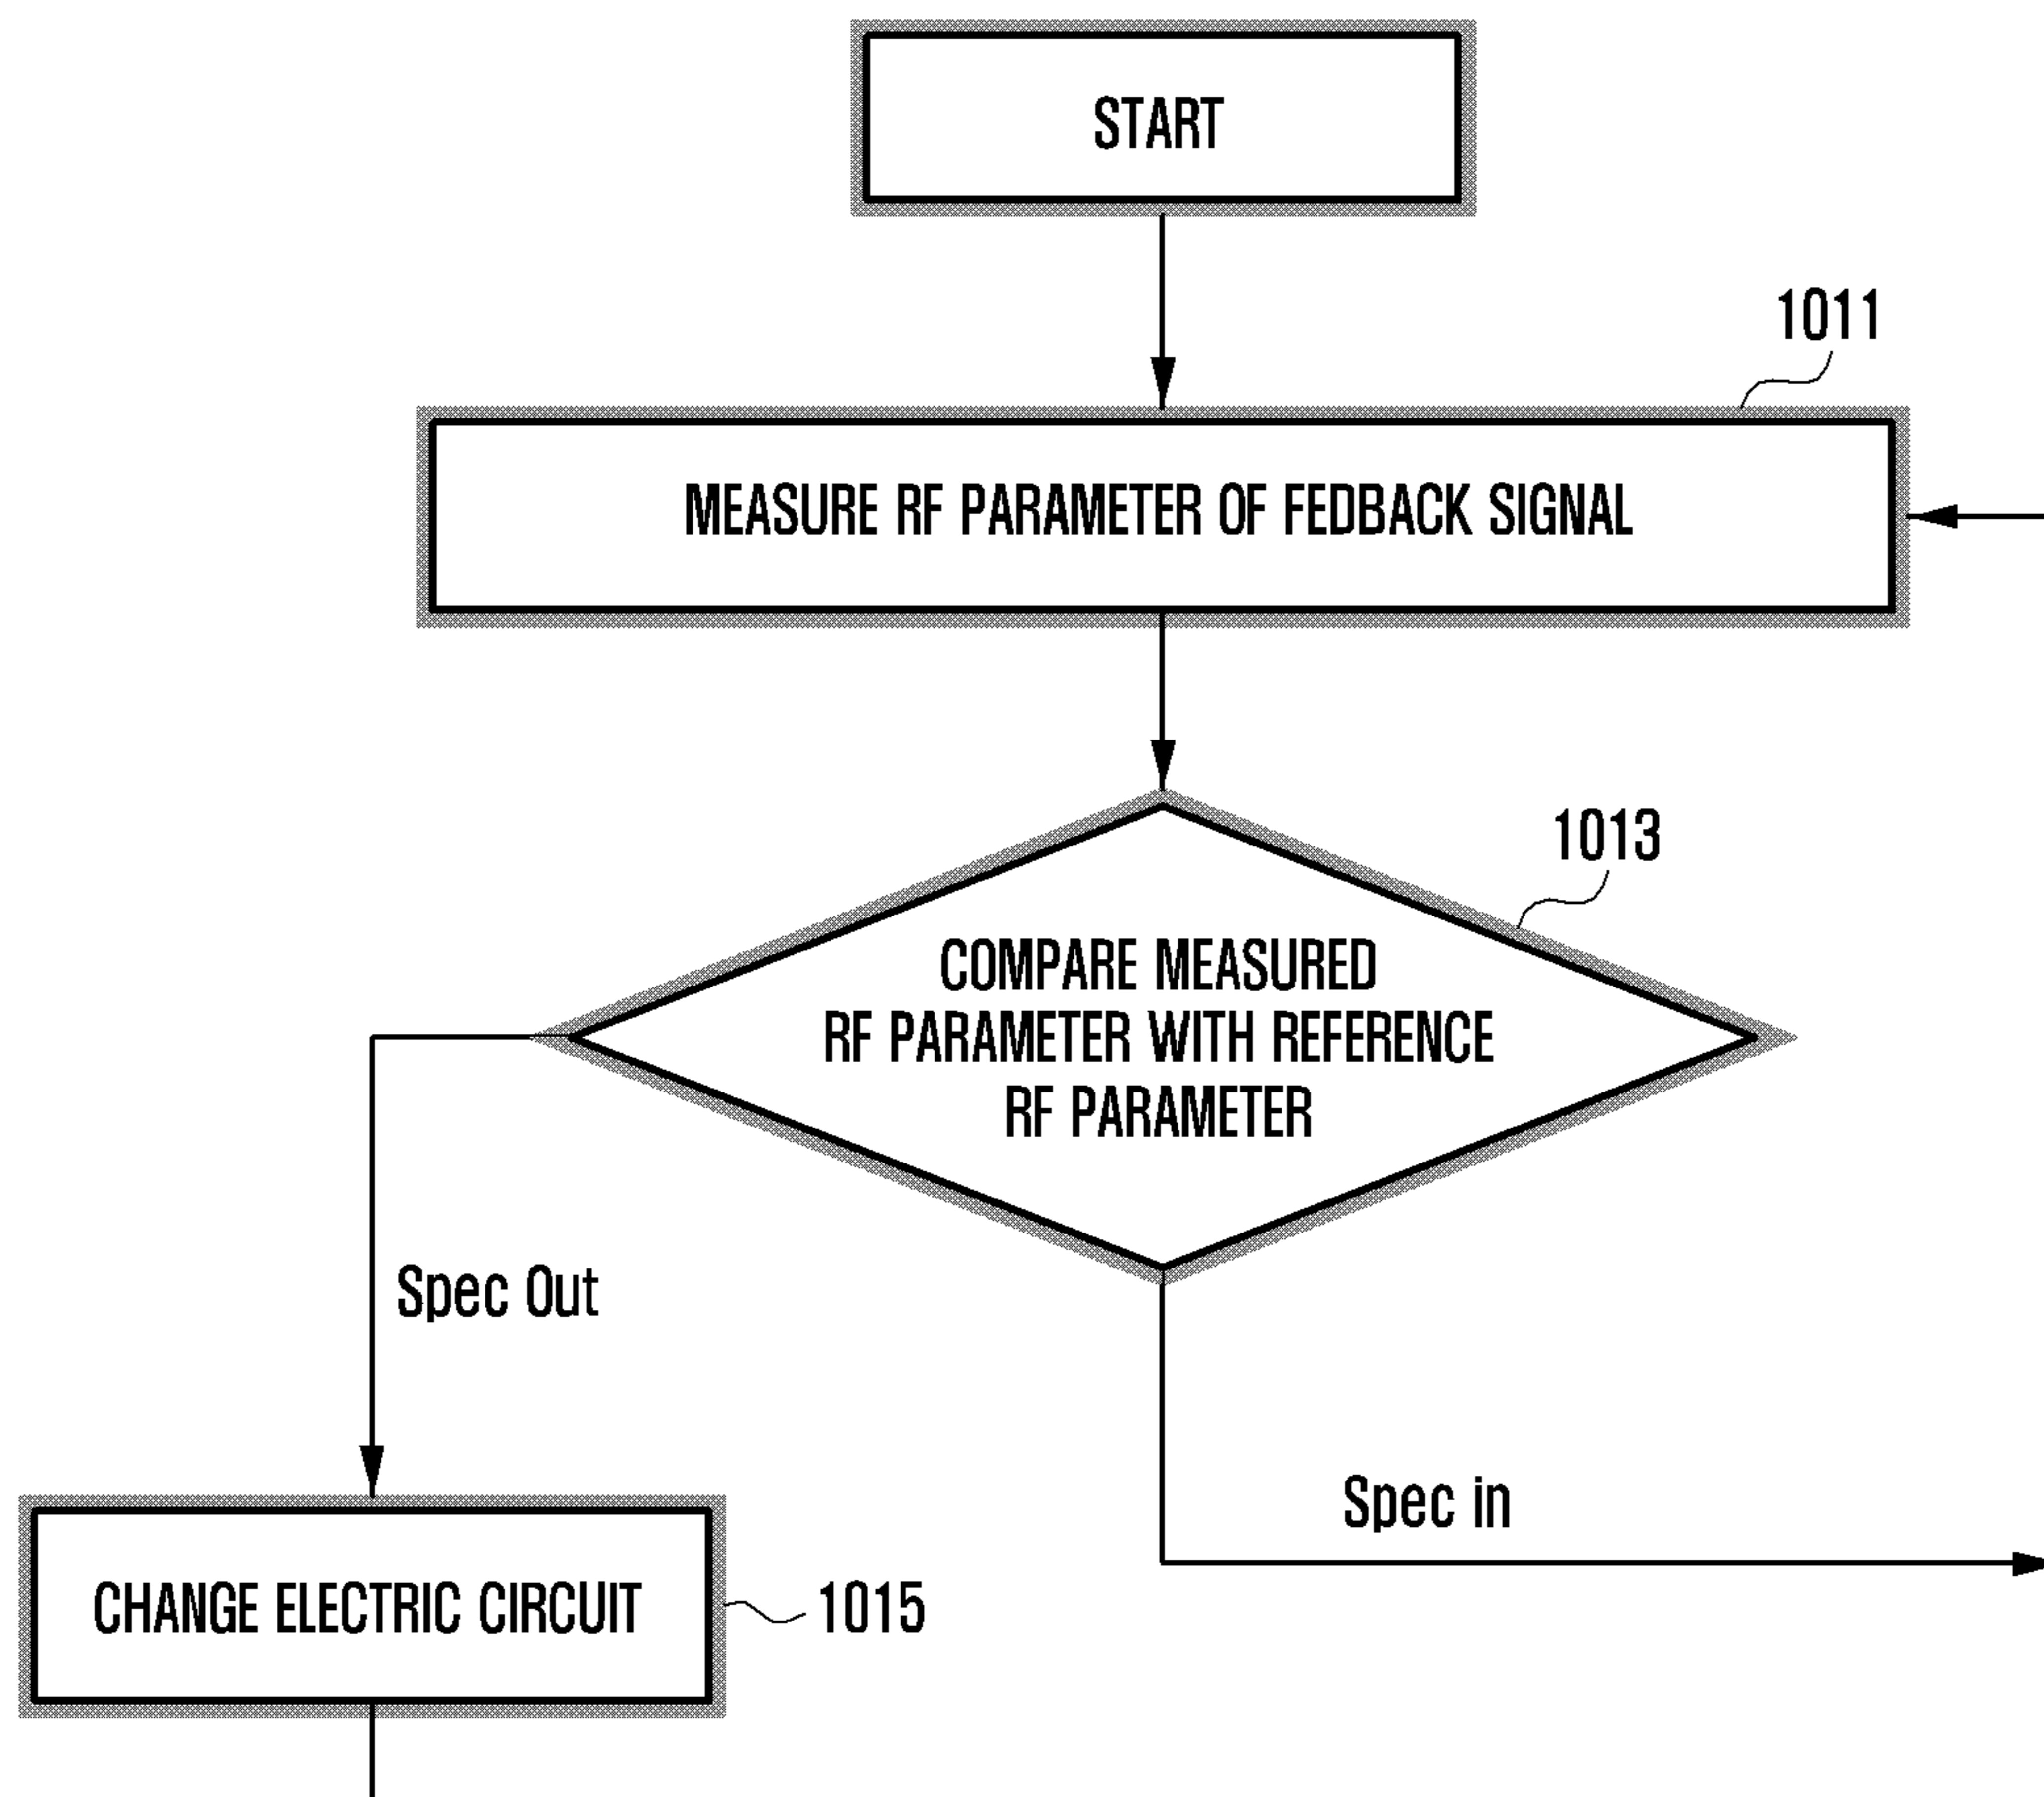 START
1011
MEASURE RF PARAMETER OF FEDBACK SIGNAL
1013
COMPARE MEASURED
RF PARAMETER WITH REFERENCE
RF PARAMETER
Spec Out
Spec in
CHANGE ELECTRIC CIRCUIT
1015